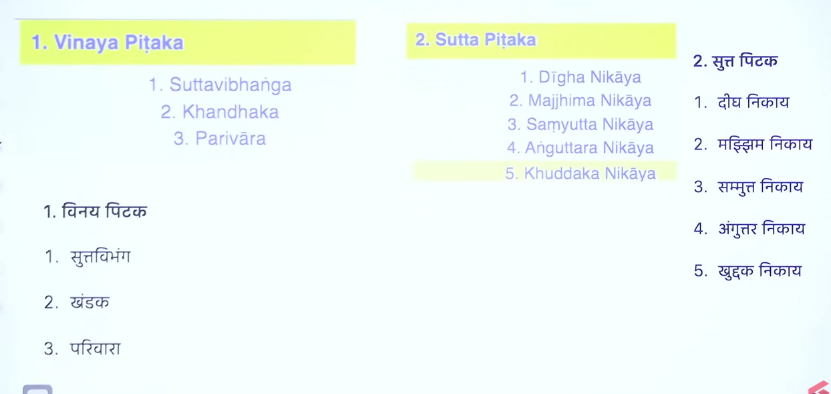 1. Vinaya Piṭaka
1. Suttavibhaṅga
2. Khandhaka
3. Parivāra
1. विनय पिटक
1. सुत्तविभंग
2. खंडक
3. परिवारा
2. Sutta Piṭaka
1. Dīgha Nikāya
2. Majjhima Nikāya
3. Saṃyutta Nikāya
4. Aṅguttara Nikāya
5. Khuddaka Nikāya
2. सुत्त पिटक
1. दीघ निकाय
2. मझ्झिम निकाय
3. सम्मुत्त निकाय
4. अंगुत्तर निकाय
5. खुद्दक निकाय